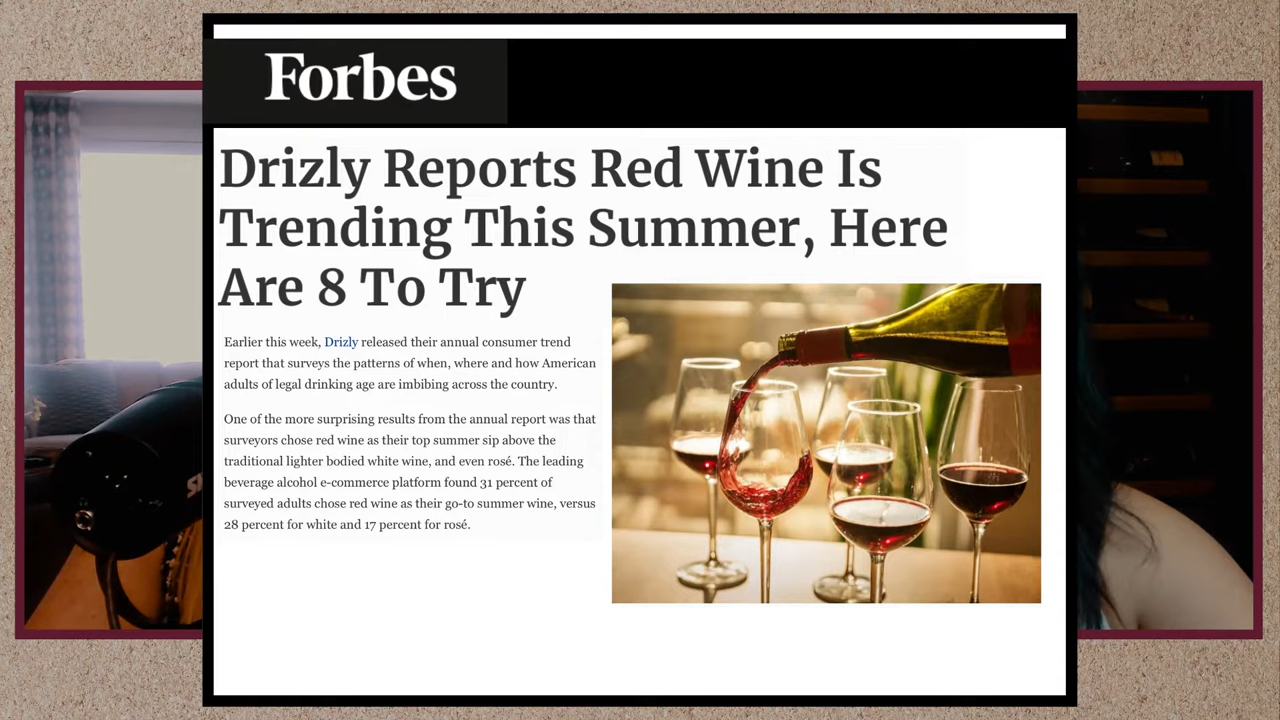 Forbes
Drizly Reports Red Wine Is
Trending This Summer, Here
Are 8 To Try
Earlier this week, Drizly released their annual consumer trend
report that surveys the patterns of when, where and how American
adults of legal drinking age are imbibing across the country.
One of the more surprising results from the annual report was that
surveyors chose red wine as their top summer sip above the
traditional lighter bodied white wine, and even rosé. The leading
beverage alcohol e-commerce platform found 31 percent of
surveyed adults chose red wine as their go-to summer wine, versus
28 percent for white and 17 percent for rosé.